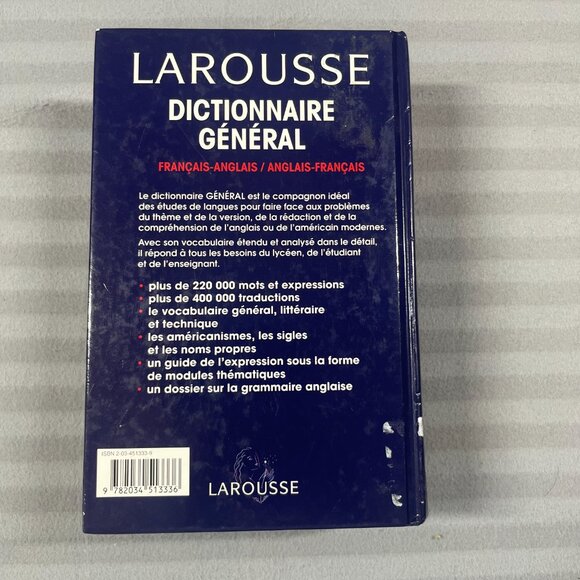 LAROUSSE
DICTIONNAIRE
GÉNÉRAL
FRANÇAIS-ANGLAIS / ANGLAIS-FRANÇAIS
Le dictionnaire GÉNÉRAL est le compagnon idéal
des études de langues pour faire face aux problèmes
du thème et de la version, de la rédaction et de la
compréhension de l'anglais ou de l'américain modernes.
Avec son vocabulaire étendu et analysé dans le détail,
il répond à tous les besoins du lycéen, de l'étudiant
et de l'enseignant.
• plus de 220 000 mots et expressions
• plus de 400 000 traductions
• le vocabulaire général, littéraire
et technique
• les américanismes, les sigles
et les noms propres
• un guide de l'expression sous la forme
de modules thématiques
• un dossier sur la grammaire anglaise
ISBN 2-03-451333-9
9 782034 513336
LAROUSSE